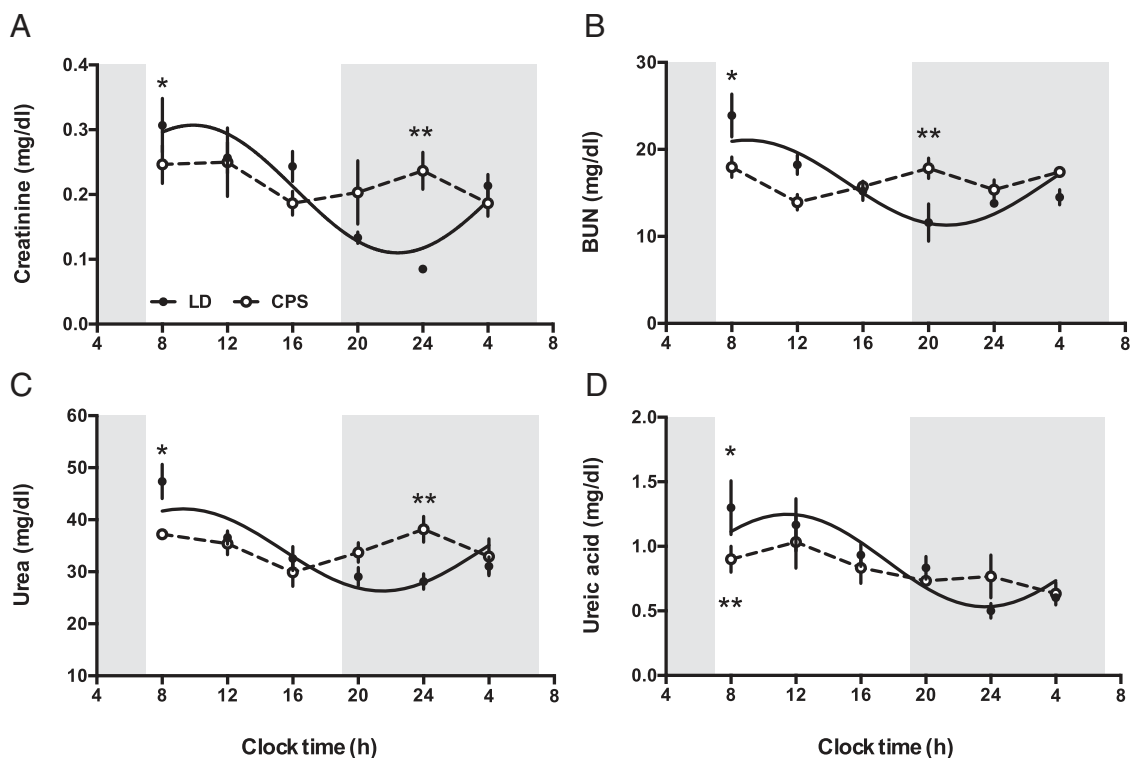 A
Creatinine (mg/dl)
0.4
0.3
0.2
0.1
0.0
*
**
LD CPS
4 8 12 16 20 24 4 8
B
BUN (mg/dl)
30
20
10
0
*
**
4 8 12 16 20 24 4 8
C
Urea (mg/dl)
60
50
40
30
20
10
*
**
4 8 12 16 20 24 4 8
Clock time (h)
D
Ureic acid (mg/dl)
2.0
1.5
1.0
0.5
0.0
*
**
4 8 12 16 20 24 4 8
Clock time (h)